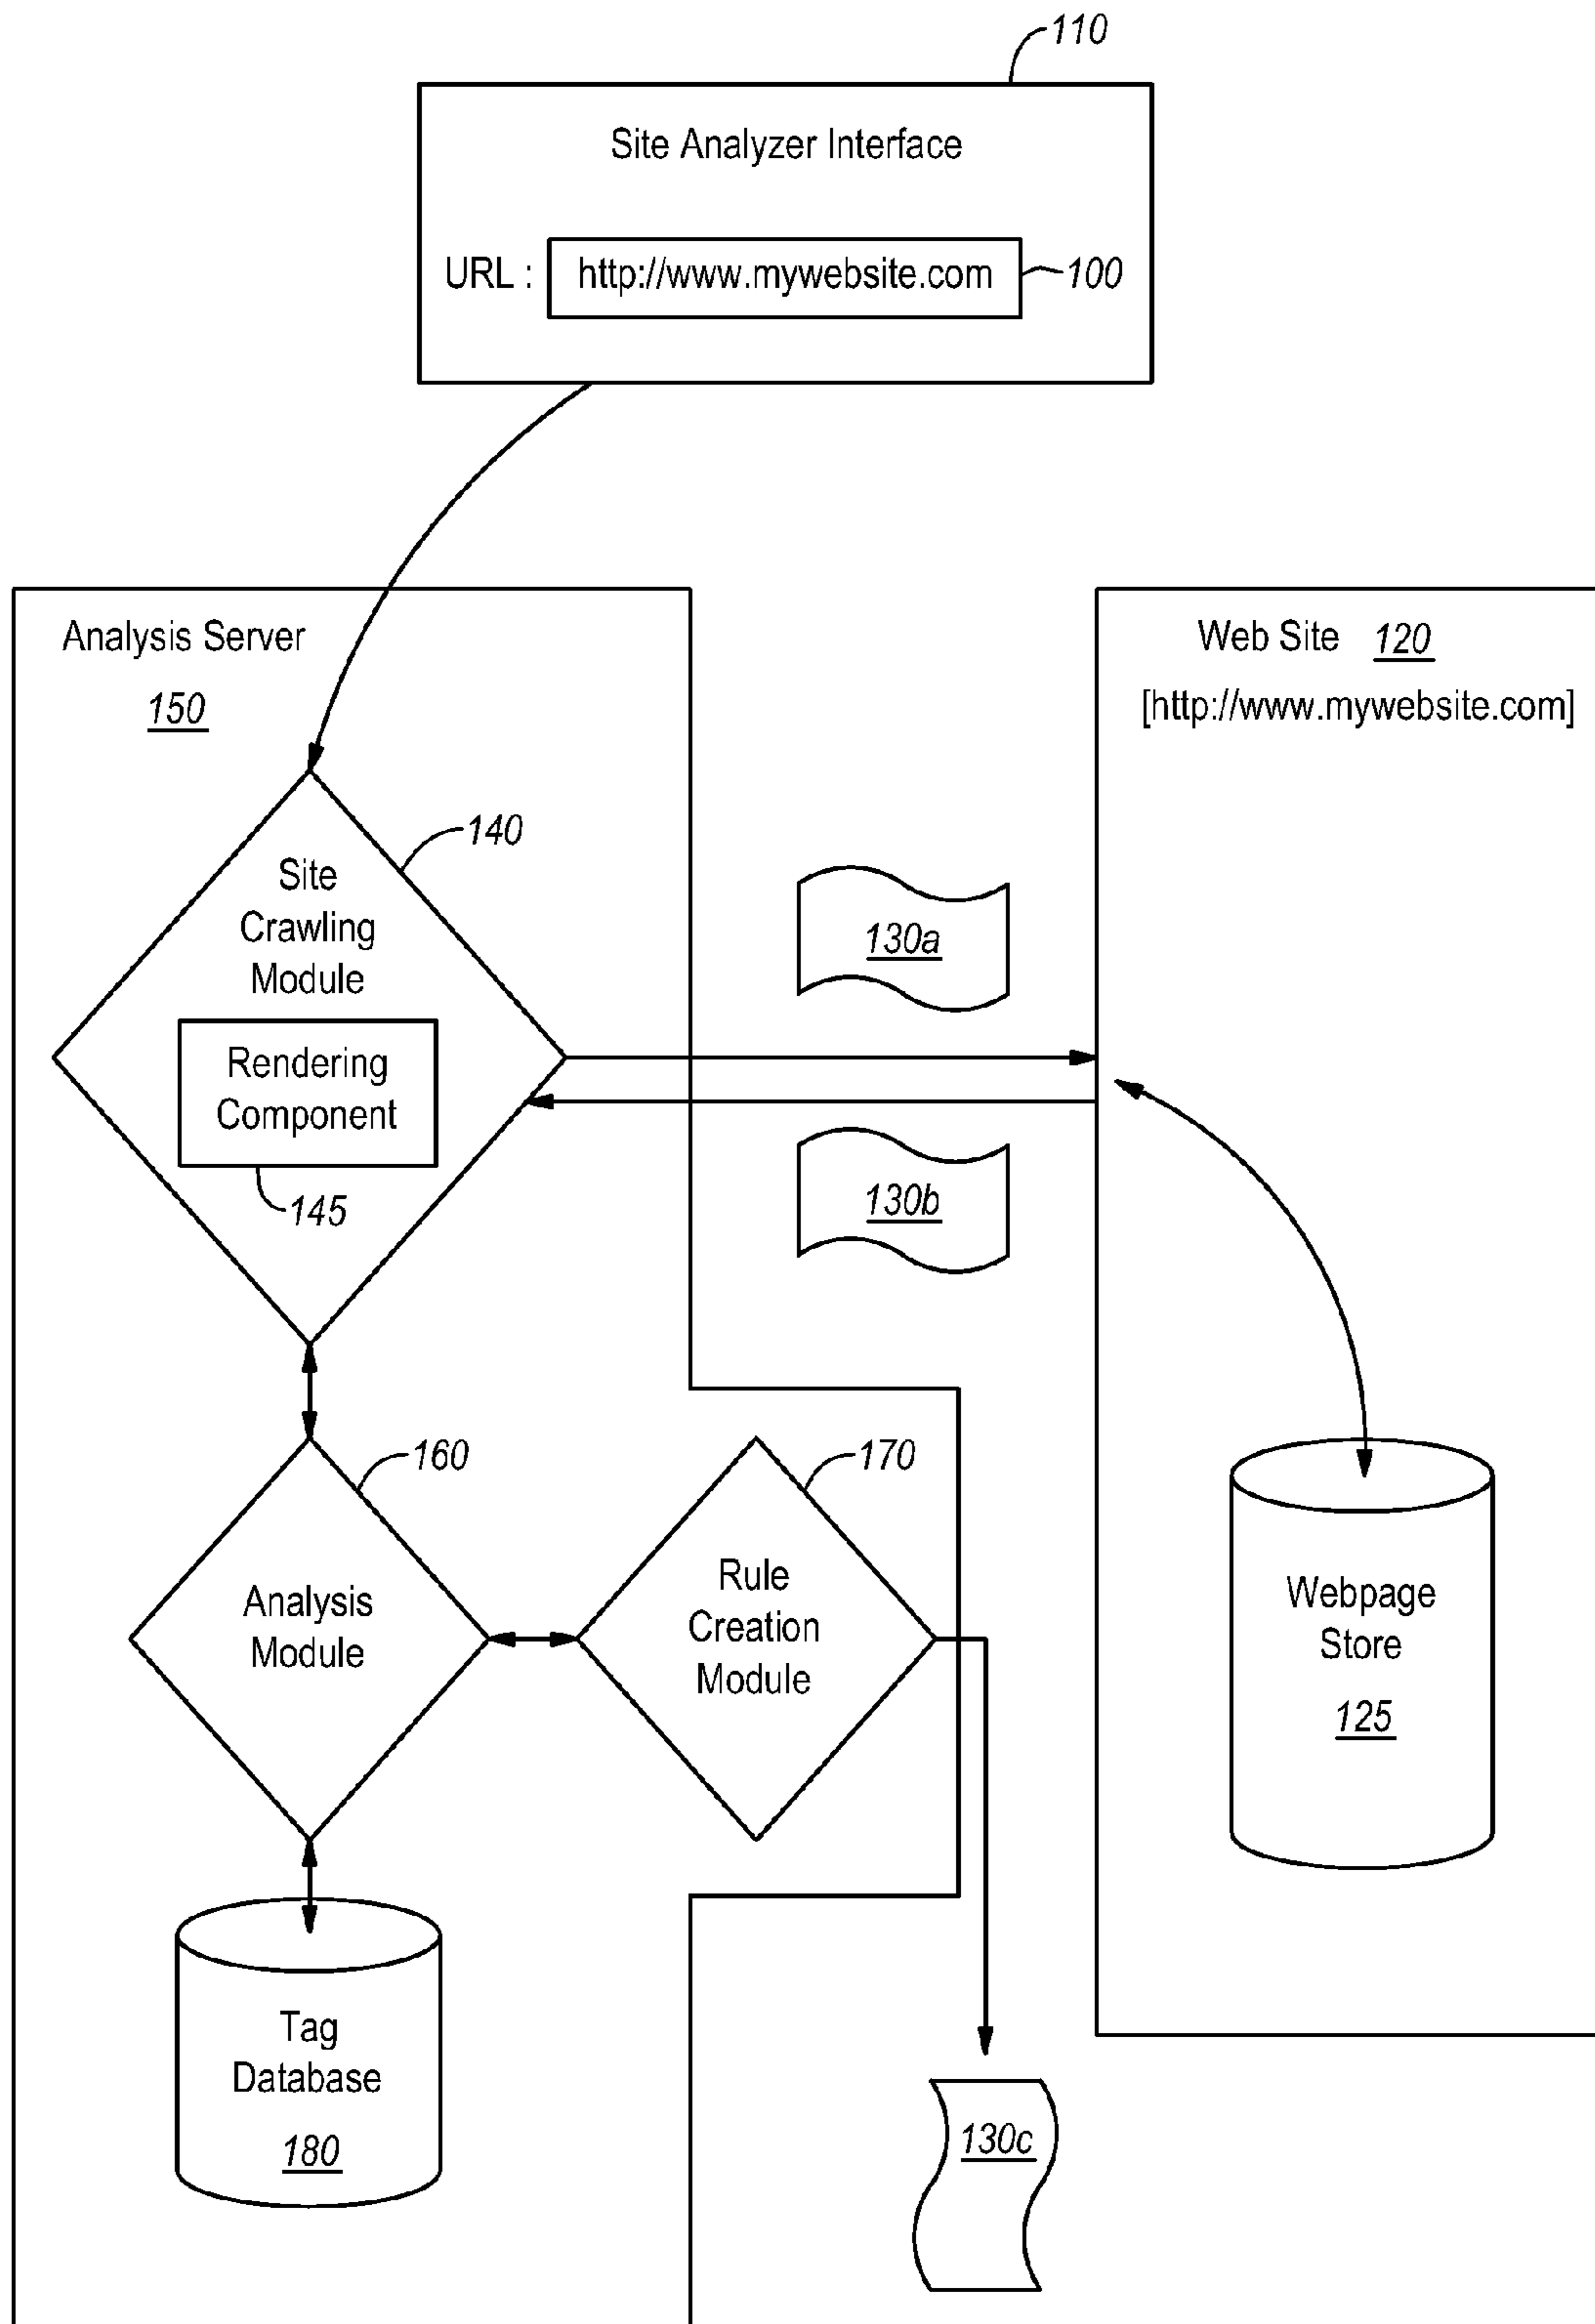 110
Site Analyzer Interface
URL : http://www.mywebsite.com 100
Analysis Server
150
Web Site 120
[http://www.mywebsite.com]
140
Site
Crawling
Module
Rendering
Component
145
130a
130b
160
Analysis
Module
170
Rule
Creation
Module
Webpage
Store
125
Tag
Database
180
130c